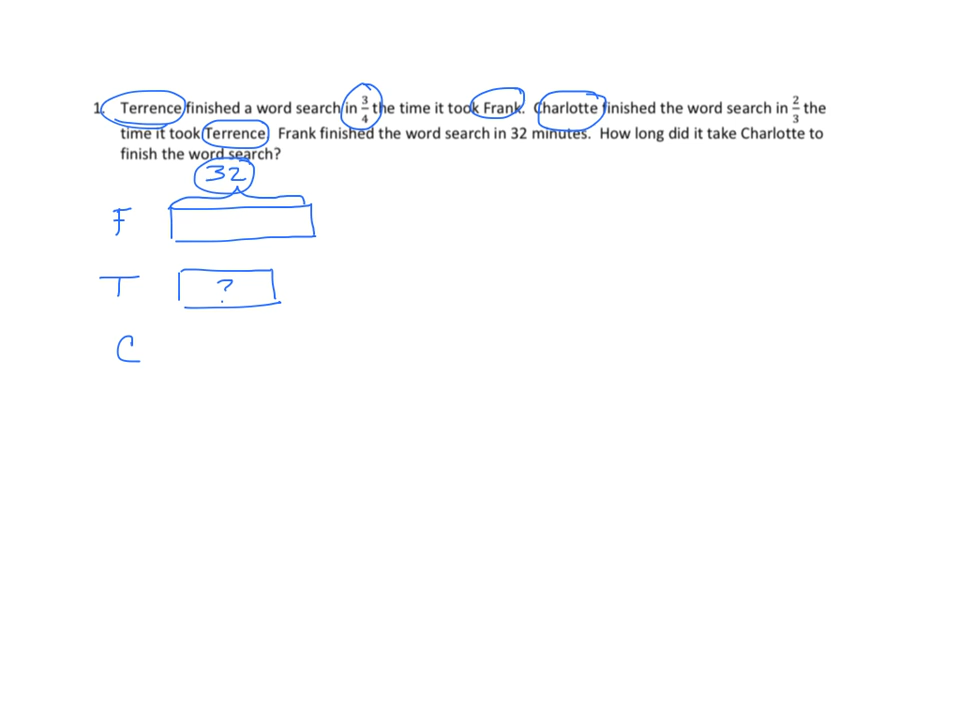 1. Terrence finished a word search in 3/4 the time it took Frank. Charlotte finished the word search in 2/3 the
time it took Terrence. Frank finished the word search in 32 minutes. How long did it take Charlotte to
finish the word search?
32
F
T ?
C